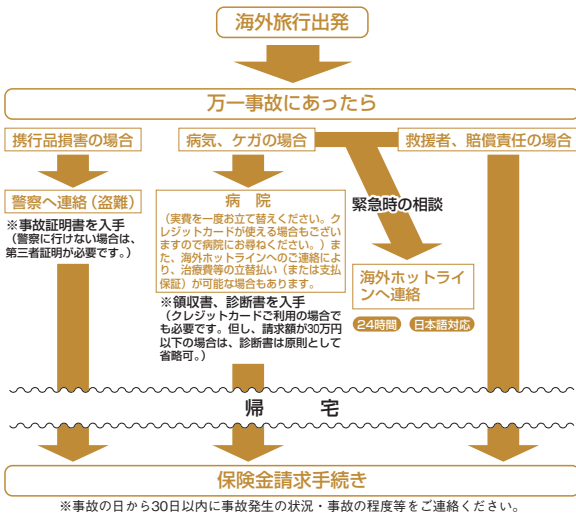 海外旅行出発
万一事故にあったら
携行品損害の場合
病気、ケガの場合
救援者、賠償責任の場合
警察へ連絡（盗難）
※事故証明書を入手
（警察に行けない場合は、
第三者証明が必要です。）
病　院
（実費を一度お立て替えください。ク
レジットカードが使える場合もござい
ますので病院にお尋ねください。）ま
た、海外ホットラインへのご連絡によ
り、治療費等の立替払い（または支払
保証）が可能な場合もあります。
※領収書、診断書を入手
（クレジットカードご利用の場合で
も必要です。但し、請求額が30万円
以下の場合は、診断書は原則として
省略可。）
緊急時の相談
海外ホットライ
ンへ連絡
24時間
日本語対応
帰　宅
保険金請求手続き
※事故の日から30日以内に事故発生の状況・事故の程度等をご連絡ください。